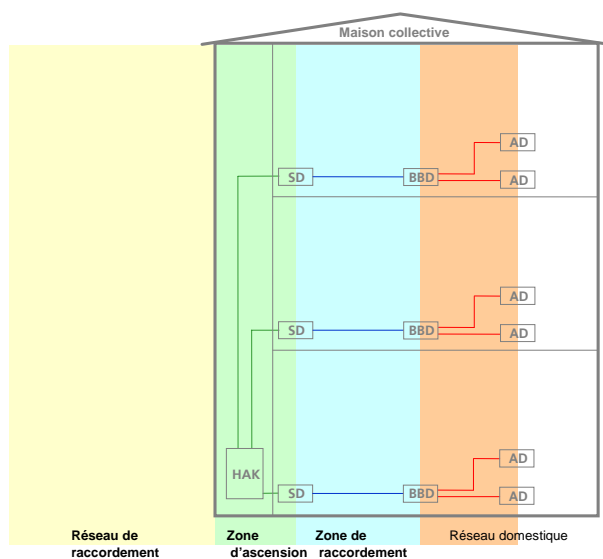 Maison collective
AD
SD
BBD
AD
AD
SD
BBD
AD
AD
HAK
SD
BBD
AD
Réseau de
raccordement
Zone
d'ascension
Zone de
raccordement
Réseau domestique